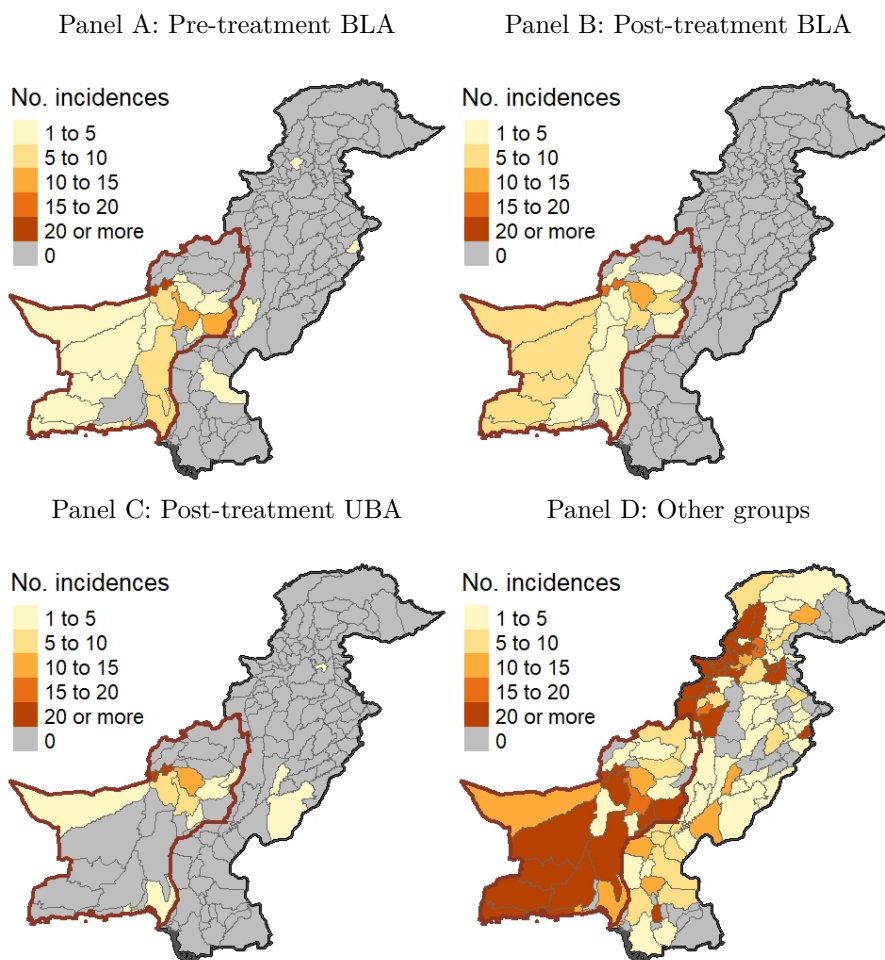 Panel A: Pre-treatment BLA
No. incidences
1 to 5
5 to 10
10 to 15
15 to 20
20 or more
0
Panel B: Post-treatment BLA
No. incidences
1 to 5
5 to 10
10 to 15
15 to 20
20 or more
0
Panel C: Post-treatment UBA
No. incidences
1 to 5
5 to 10
10 to 15
15 to 20
20 or more
0
Panel D: Other groups
No. incidences
1 to 5
5 to 10
10 to 15
15 to 20
20 or more
0